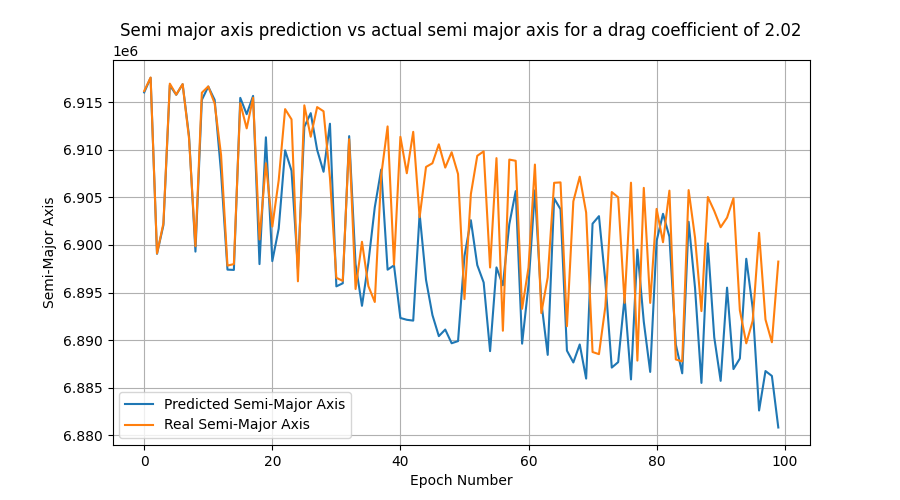 Semi major axis prediction vs actual semi major axis for a drag coefficient of 2.02
1e6
6.915
6.910
6.905
6.900
6.895
6.890
6.885
6.880
Semi-Major Axis
Predicted Semi-Major Axis
Real Semi-Major Axis
0 20 40 60 80 100
Epoch Number